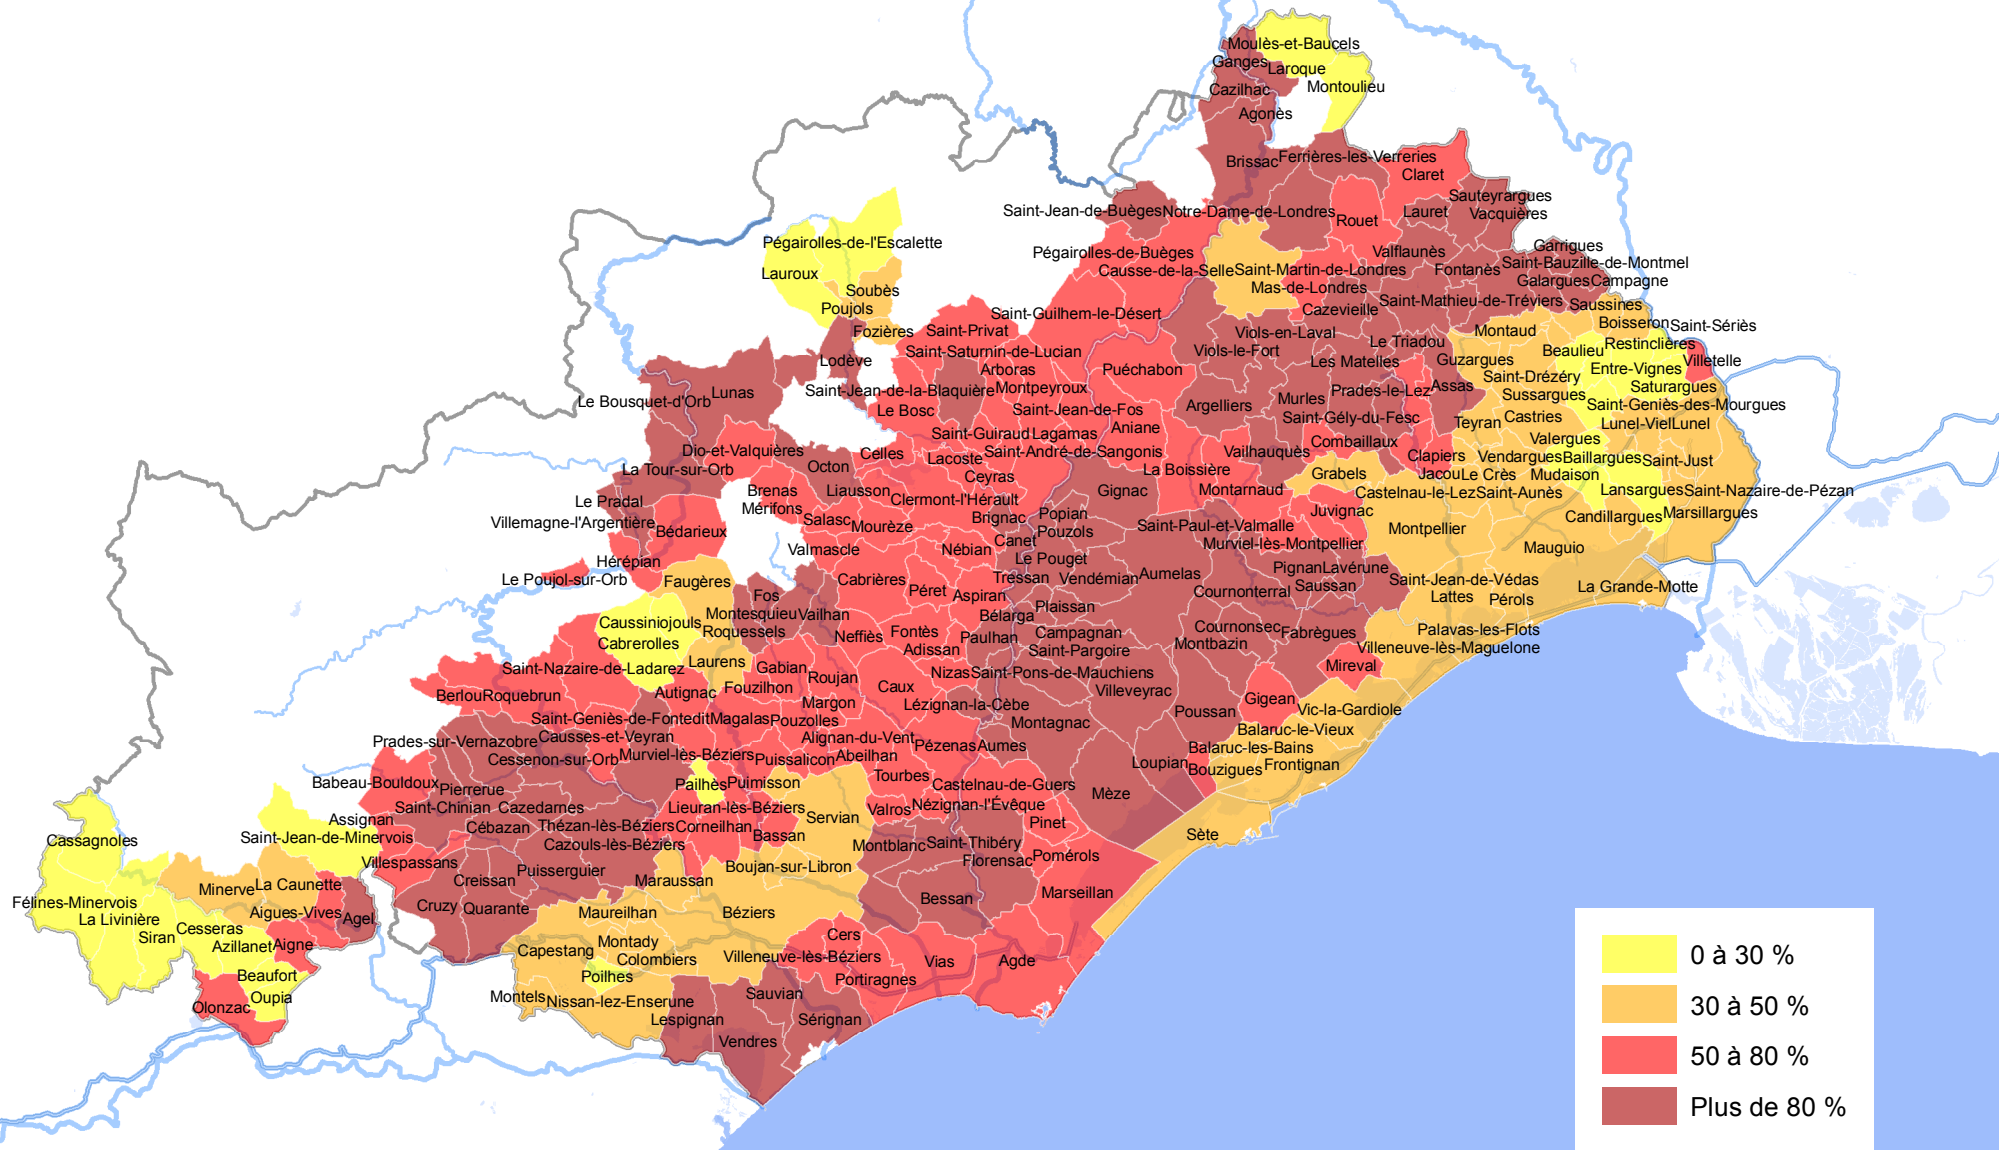 Moulès-et-Baucels
Ganges
Laroque
Montoulieu
Cazilhac
Agonès
Brissac
Ferrières-les-Verreries
Claret
Sauteyrargues
Saint-Jean-de-Buèges
Notre-Dame-de-Londres
Rouet
Lauret
Vacquières
Pégairolles-de-l'Escalette
Pégairolles-de-Buèges
Valflaunès
Garrigues
Lauroux
Causse-de-la-Selle
Saint-Martin-de-Londres
Fontanès
Saint-Bauzille-de-Montmel
Soubès
Mas-de-Londres
Galargues
Campagne
Poujols
Saint-Guilhem-le-Désert
Cazevieille
Saint-Mathieu-de-Tréviers
Saussines
Fozières
Saint-Privat
Viols-en-Laval
Montaud
Boisseron
Saint-Sériès
Lodève
Saint-Saturnin-de-Lucian
Viols-le-Fort
Le Triadou
Les Matelles
Guzargues
Beaulieu
Restinclières
Villetelle
Arboras
Puéchabon
Saint-Drézéry
Entre-Vignes
Le Bousquet-d'Orb
Lunas
Saint-Jean-de-la-Blaquière
Montpeyroux
Murles
Prades-le-Lez
Assas
Sussargues
Saturargues
Le Bosc
Saint-Jean-de-Fos
Argelliers
Saint-Gély-du-Fesc
Saint-Geniès-des-Mourgues
Aniane
Teyran
Castries
Lunel-Viel
Lunel
Saint-Guiraud
Lagamas
Combaillaux
Valergues
Dio-et-Valquières
Celles
Lacoste
Saint-André-de-Sangonis
Vailhauquès
Clapiers
Vendargues
Baillargues
Saint-Just
La Tour-sur-Orb
Octon
Ceyras
La Boissière
Grabels
Jacou
Le Crès
Mudaison
Le Pradal
Brenas
Liausson
Clermont-l'Hérault
Gignac
Montarnaud
Castelnau-le-Lez
Saint-Aunès
Lansargues
Saint-Nazaire-de-Pézan
Mérifons
Popian
Juvignac
Villemagne-l'Argentière
Bédarieux
Salasc
Mourèze
Brignac
Pouzols
Saint-Paul-et-Valmalle
Montpellier
Candillargues
Marsillargues
Valmascle
Nébian
Canet
Murviel-lès-Montpellier
Mauguio
Hérépian
Le Pouget
Pignan
Lavérune
Le Poujol-sur-Orb
Faugères
Cabrières
Péret
Tressan
Vendémian
Aumelas
Saussan
Saint-Jean-de-Védas
La Grande-Motte
Fos
Aspiran
Cournonterral
Lattes
Pérols
Montesquieu
Vailhan
Bélarga
Plaissan
Caussiniojouls
Roquessels
Neffiès
Fontès
Paulhan
Campagnan
Cournonsec
Fabrègues
Palavas-les-Flots
Cabrerolles
Adissan
Saint-Pargoire
Montbazin
Villeneuve-lès-Maguelone
Saint-Nazaire-de-Ladarez
Laurens
Gabian
Roujan
Nizas
Saint-Pons-de-Mauchiens
Mireval
Berlou
Roquebrun
Autignac
Fouzilhon
Caux
Villeveyrac
Gigean
Margon
Lézignan-la-Cèbe
Poussan
Vic-la-Gardiole
Saint-Geniès-de-Fontedit
Magalas
Pouzolles
Montagnac
Prades-sur-Vernazobre
Causses-et-Veyran
Alignan-du-Vent
Pézenas
Aumes
Balaruc-le-Vieux
Cessenon-sur-Orb
Murviel-lès-Béziers
Puissalicon
Abeilhan
Balaruc-les-Bains
Babeau-Bouldoux
Pierrerue
Pailhès
Puimisson
Tourbes
Castelnau-de-Guers
Loupian
Bouzigues
Frontignan
Saint-Chinian
Cazedarnes
Lieuran-lès-Béziers
Servian
Valros
Nézignan-l'Évêque
Mèze
Assignan
Cébazan
Thézan-lès-Béziers
Corneilhan
Bassan
Pinet
Sète
Cassagnoles
Saint-Jean-de-Minervois
Cazouls-lès-Béziers
Montblanc
Saint-Thibéry
Villespassans
Puisserguier
Boujan-sur-Libron
Florensac
Pomérols
Minerve
La Caunette
Creissan
Maraussan
Bessan
Marseillan
Félines-Minervois
La Livinière
Aigues-Vives
Agel
Cruzy
Quarante
Maureilhan
Béziers
Siran
Cesseras
Azillanet
Aigne
Capestang
Montady
Colombiers
Villeneuve-lès-Béziers
Cers
Vias
Agde
Beaufort
Poilhes
Portiragnes
Olonzac
Oupia
Montels
Nissan-lez-Enserune
Sauvian
Lespignan
Sérignan
Vendres
0 à 30 %
30 à 50 %
50 à 80 %
Plus de 80 %